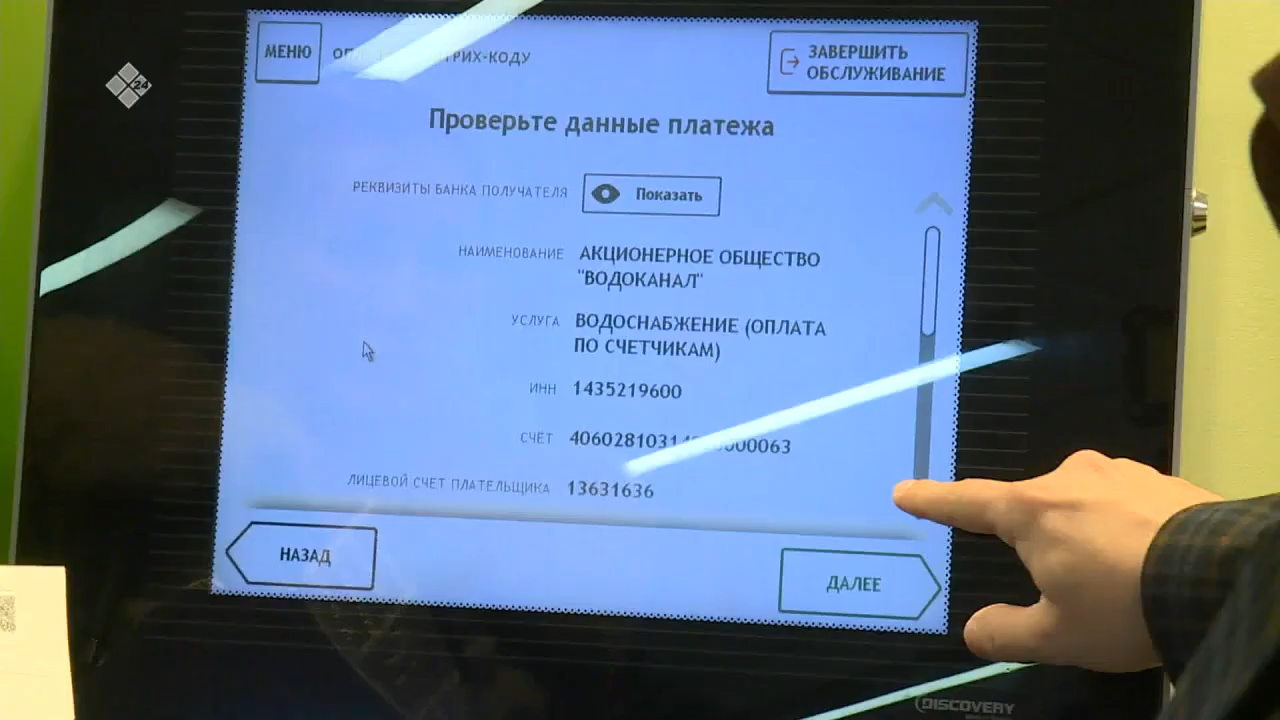 МЕНЮ
ЗАВЕРШИТЬ
ОБСЛУЖИВАНИЕ
Проверьте данные платежа
РЕКВИЗИТЫ БАНКА ПОЛУЧАТЕЛЯ
Показать
НАИМЕНОВАНИЕ
АКЦИОНЕРНОЕ ОБЩЕСТВО
"ВОДОКАНАЛ"
УСЛУГА
ВОДОСНАБЖЕНИЕ (ОПЛАТА
ПО СЧЕТЧИКАМ)
ИНН
1435219600
СЧЁТ
ЛИЦЕВОЙ СЧЕТ ПЛАТЕЛЬЩИКА
13631636
НАЗАД
ДАЛЕЕ
24
DISCOVERY